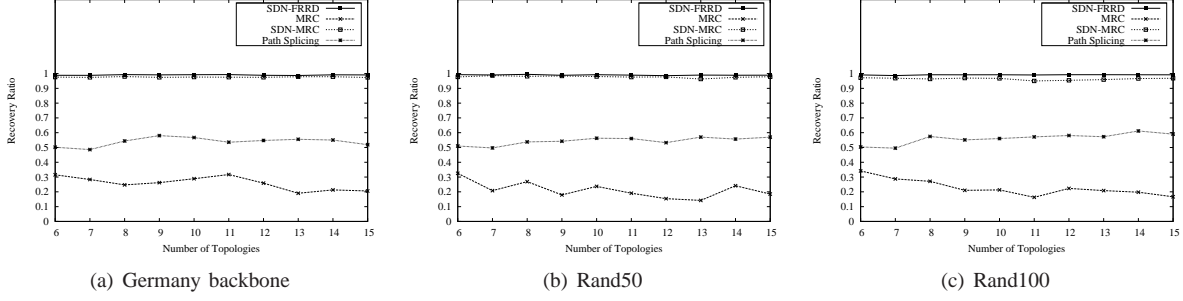 SDN-FRRD
MRC
SDN-MRC
Path Splicing
Recovery Ratio
1
0.9
0.8
0.7
0.6
0.5
0.4
0.3
0.2
0.1
0
6 7 8 9 10 11 12 13 14 15
Number of Topologies
(a) Germany backbone
SDN-FRRD
MRC
SDN-MRC
Path Splicing
Recovery Ratio
1
0.9
0.8
0.7
0.6
0.5
0.4
0.3
0.2
0.1
0
6 7 8 9 10 11 12 13 14 15
Number of Topologies
(b) Rand50
SDN-FRRD
MRC
SDN-MRC
Path Splicing
Recovery Ratio
1
0.9
0.8
0.7
0.6
0.5
0.4
0.3
0.2
0.1
0
6 7 8 9 10 11 12 13 14 15
Number of Topologies
(c) Rand100